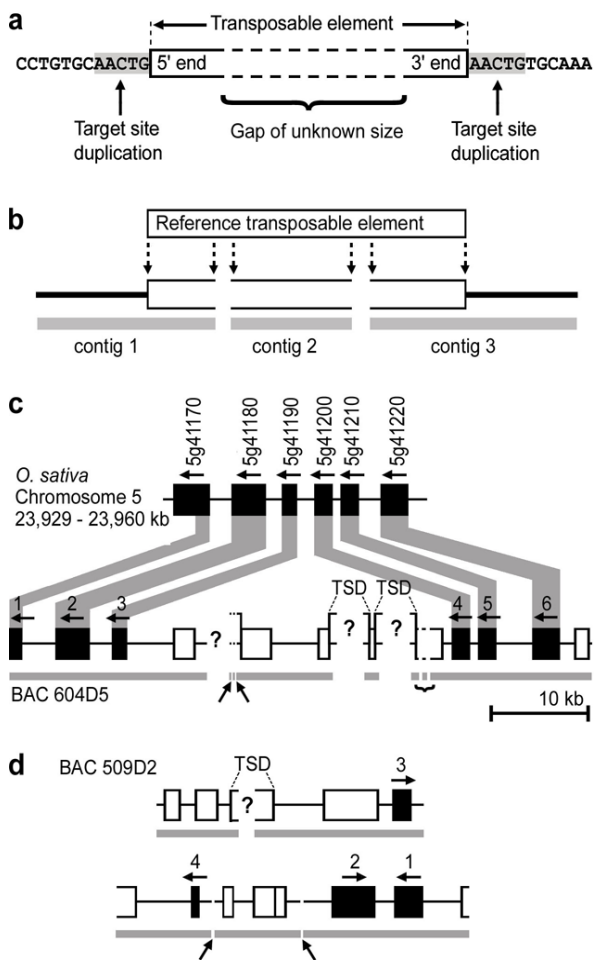 a
Transposable element
CCTGTGCAACTG 5' end 3' end AACTGTGCAAA
Target site duplication
Gap of unknown size
Target site duplication
b
Reference transposable element
contig 1 contig 2 contig 3
c
5g41170 5g41180 5g41190 5g41200 5g41210 5g41220
O. sativa
Chromosome 5
23,929 - 23,960 kb
TSD TSD
1 2 3 4 5 6
? ? ?
BAC 604D5
10 kb
d
BAC 509D2
TSD
3
?
4 2 1